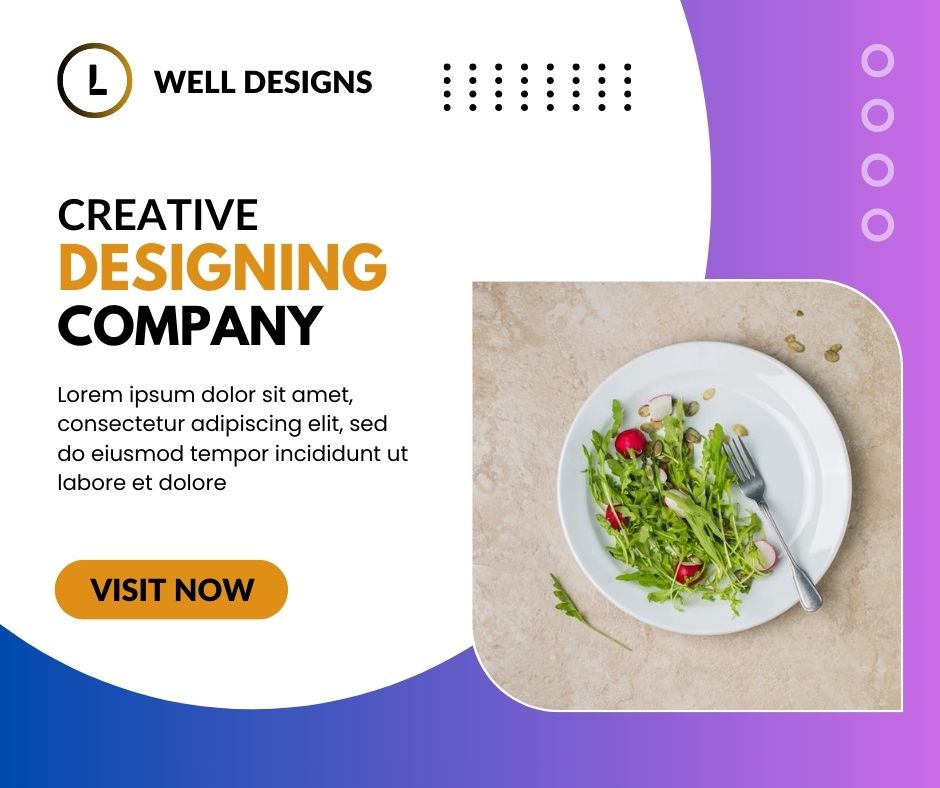 L
WELL DESIGNS
CREATIVE
DESIGNING
COMPANY
Lorem ipsum dolor sit amet,
consectetur adipiscing elit, sed
do eiusmod tempor incididunt ut
labore et dolore
VISIT NOW